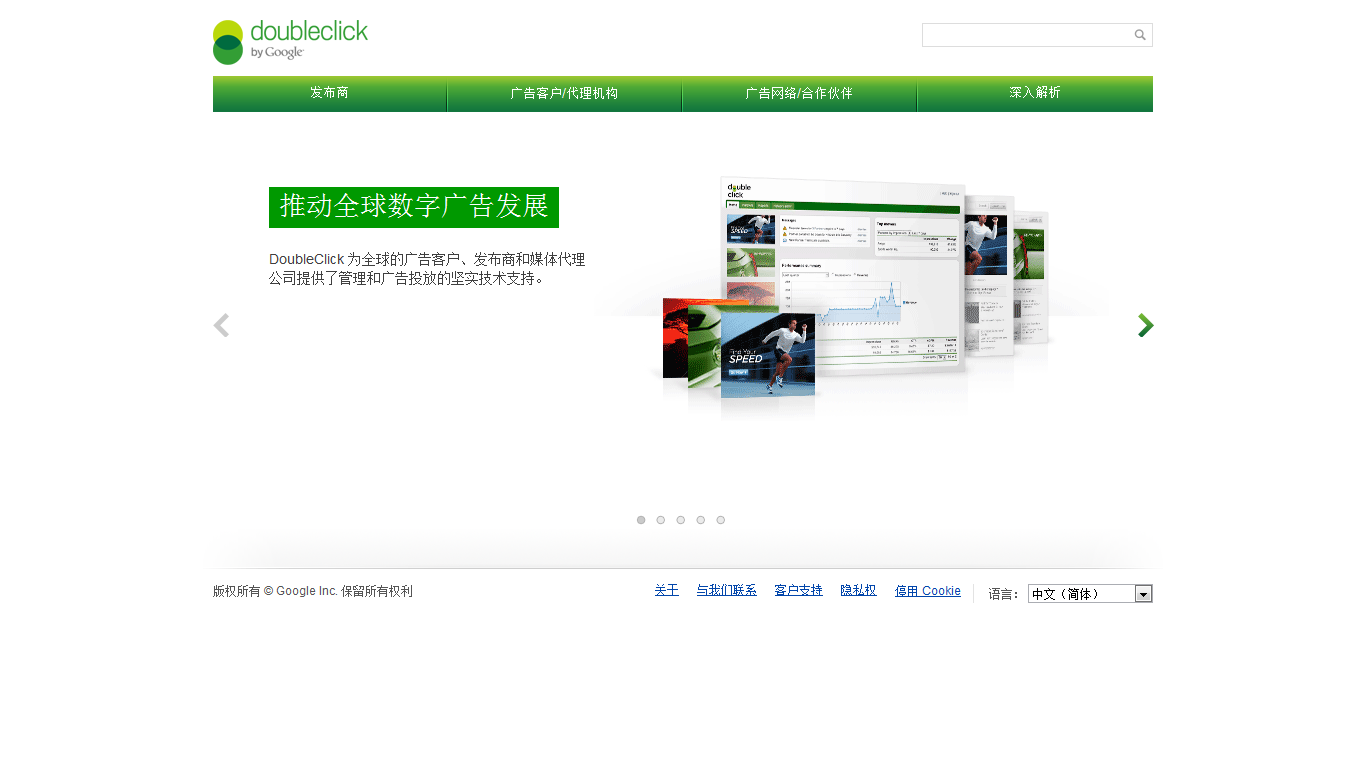 doubleclick
by Google
发布商
广告客户/代理机构
广告网络/合作伙伴
深入解析
推动全球数字广告发展
DoubleClick 为全球的广告客户、发布商和媒体代理
公司提供了管理和广告投放的坚实技术支持。
double
click
Performance summary
Find Your
SPEED
版权所有 © Google Inc. 保留所有权利
关于
与我们联系
客户支持
隐私权
停用 Cookie
语言：
中文（简体）